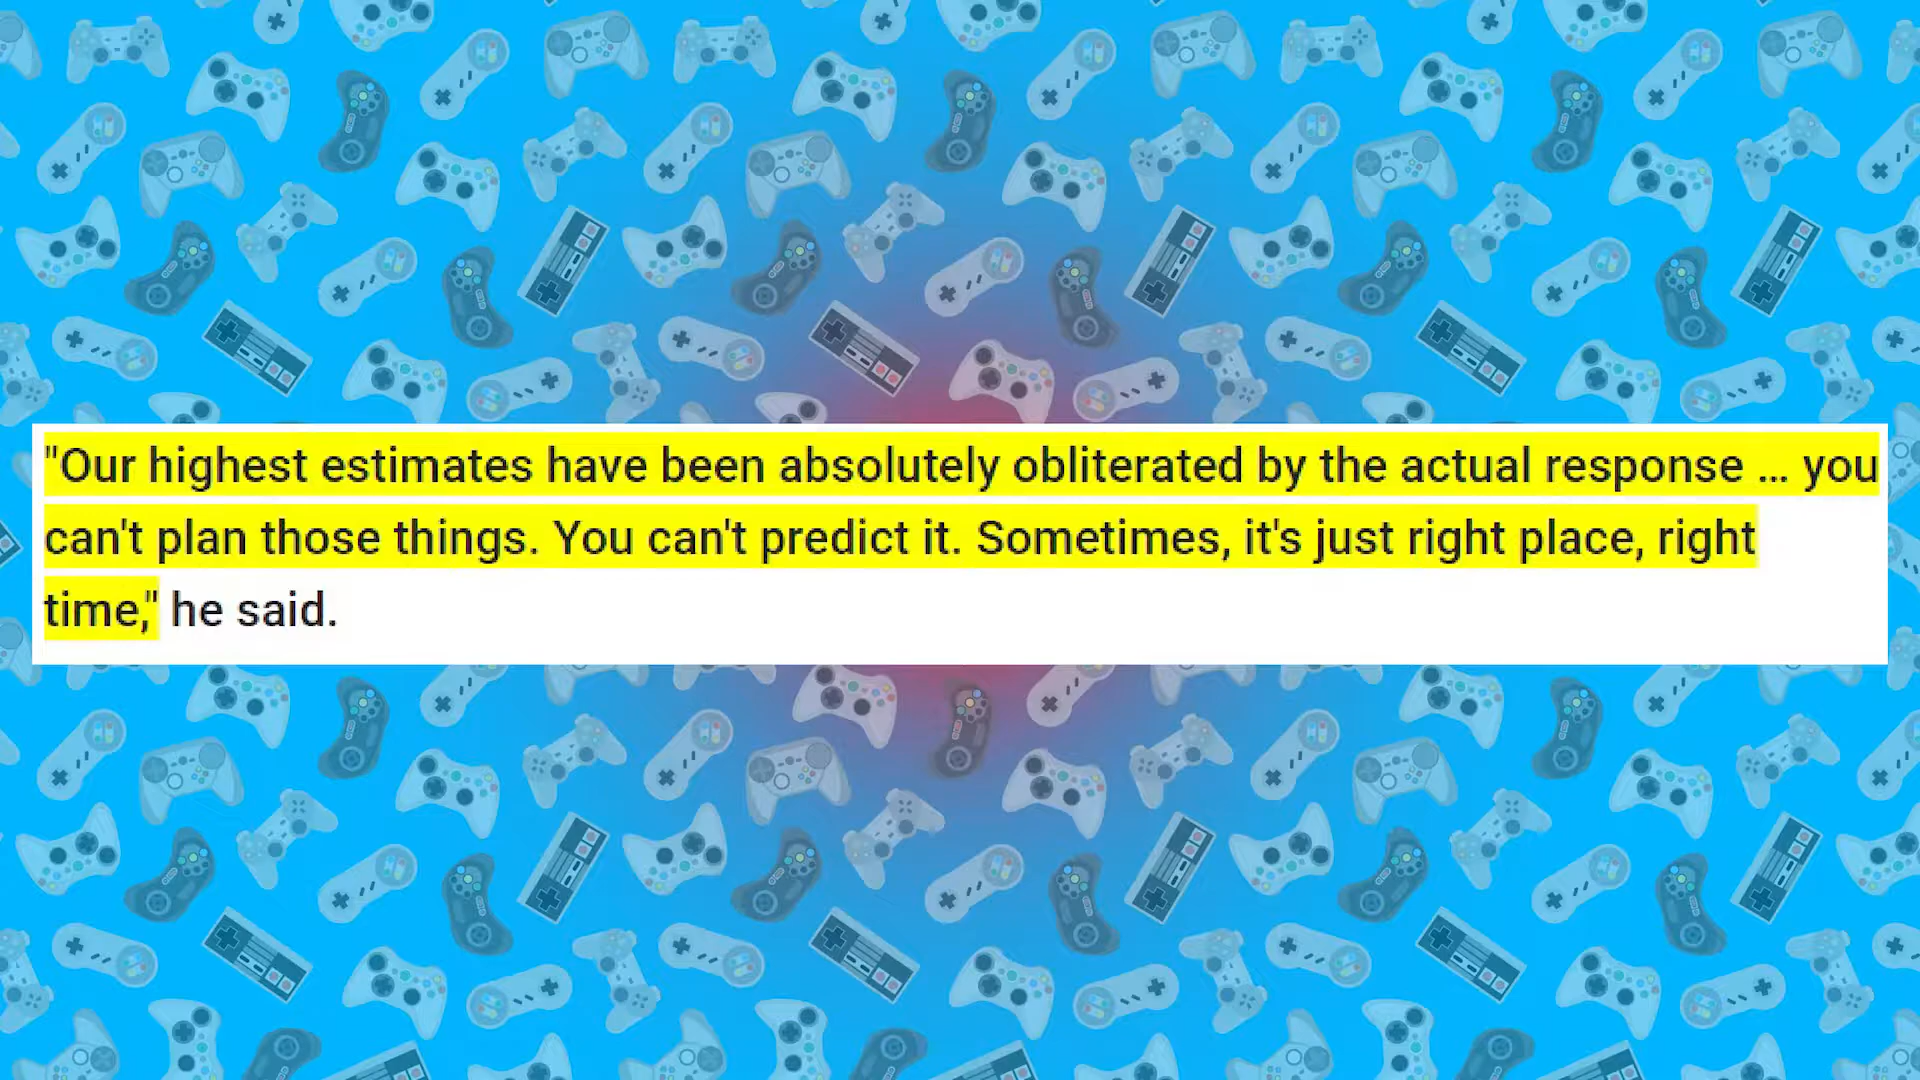 "Our highest estimates have been absolutely obliterated by the actual response ... you
can't plan those things. You can't predict it. Sometimes, it's just right place, right
time," he said.